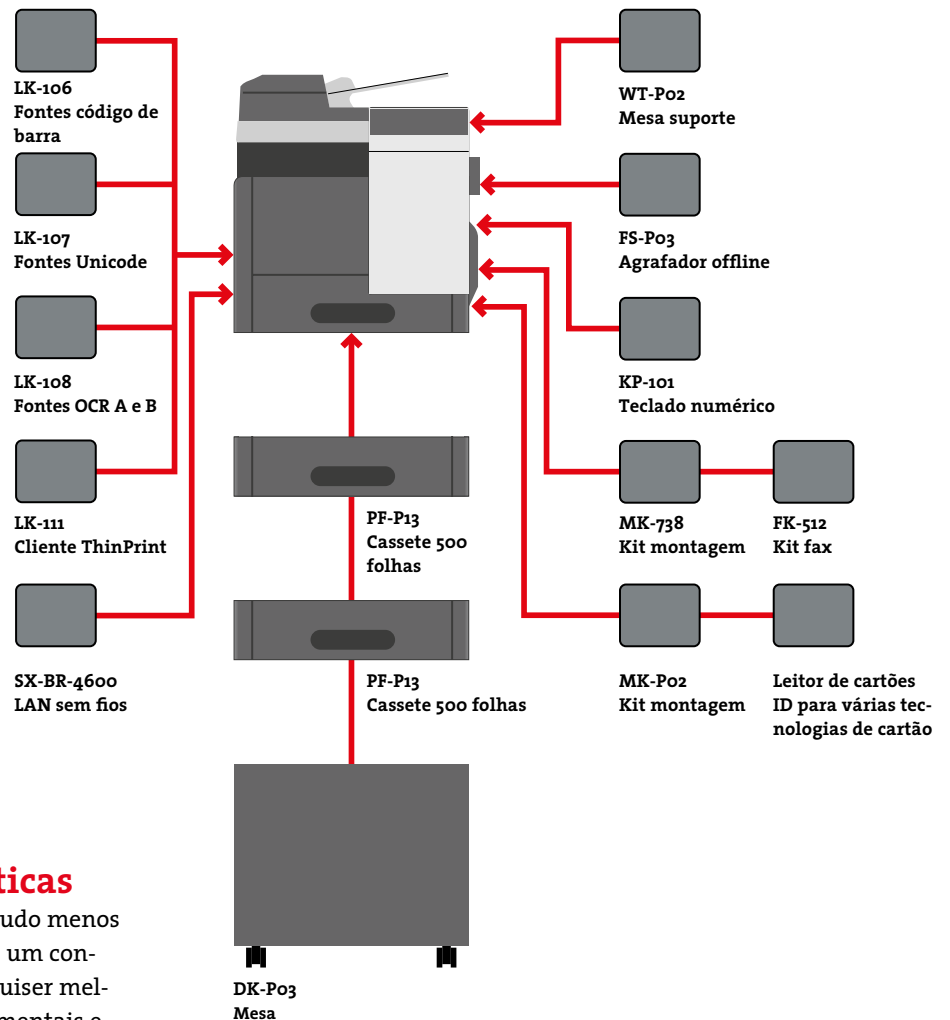 LK-106
Fontes código de
barra
LK-107
Fontes Unicode
LK-108
Fontes OCR A e B
LK-111
Cliente ThinPrint
SX-BR-4600
LAN sem fios
WT-P02
Mesa suporte
FS-P03
Agrafador offline
KP-101
Teclado numérico
MK-738
Kit montagem
FK-512
Kit fax
MK-P02
Kit montagem
Leitor de cartões
ID para várias tec-
nologias de cartão
PF-P13
Cassete 500
folhas
PF-P13
Cassete 500 folhas
DK-P03
Mesa
ticas
udo menos
um con-
uiser mel-